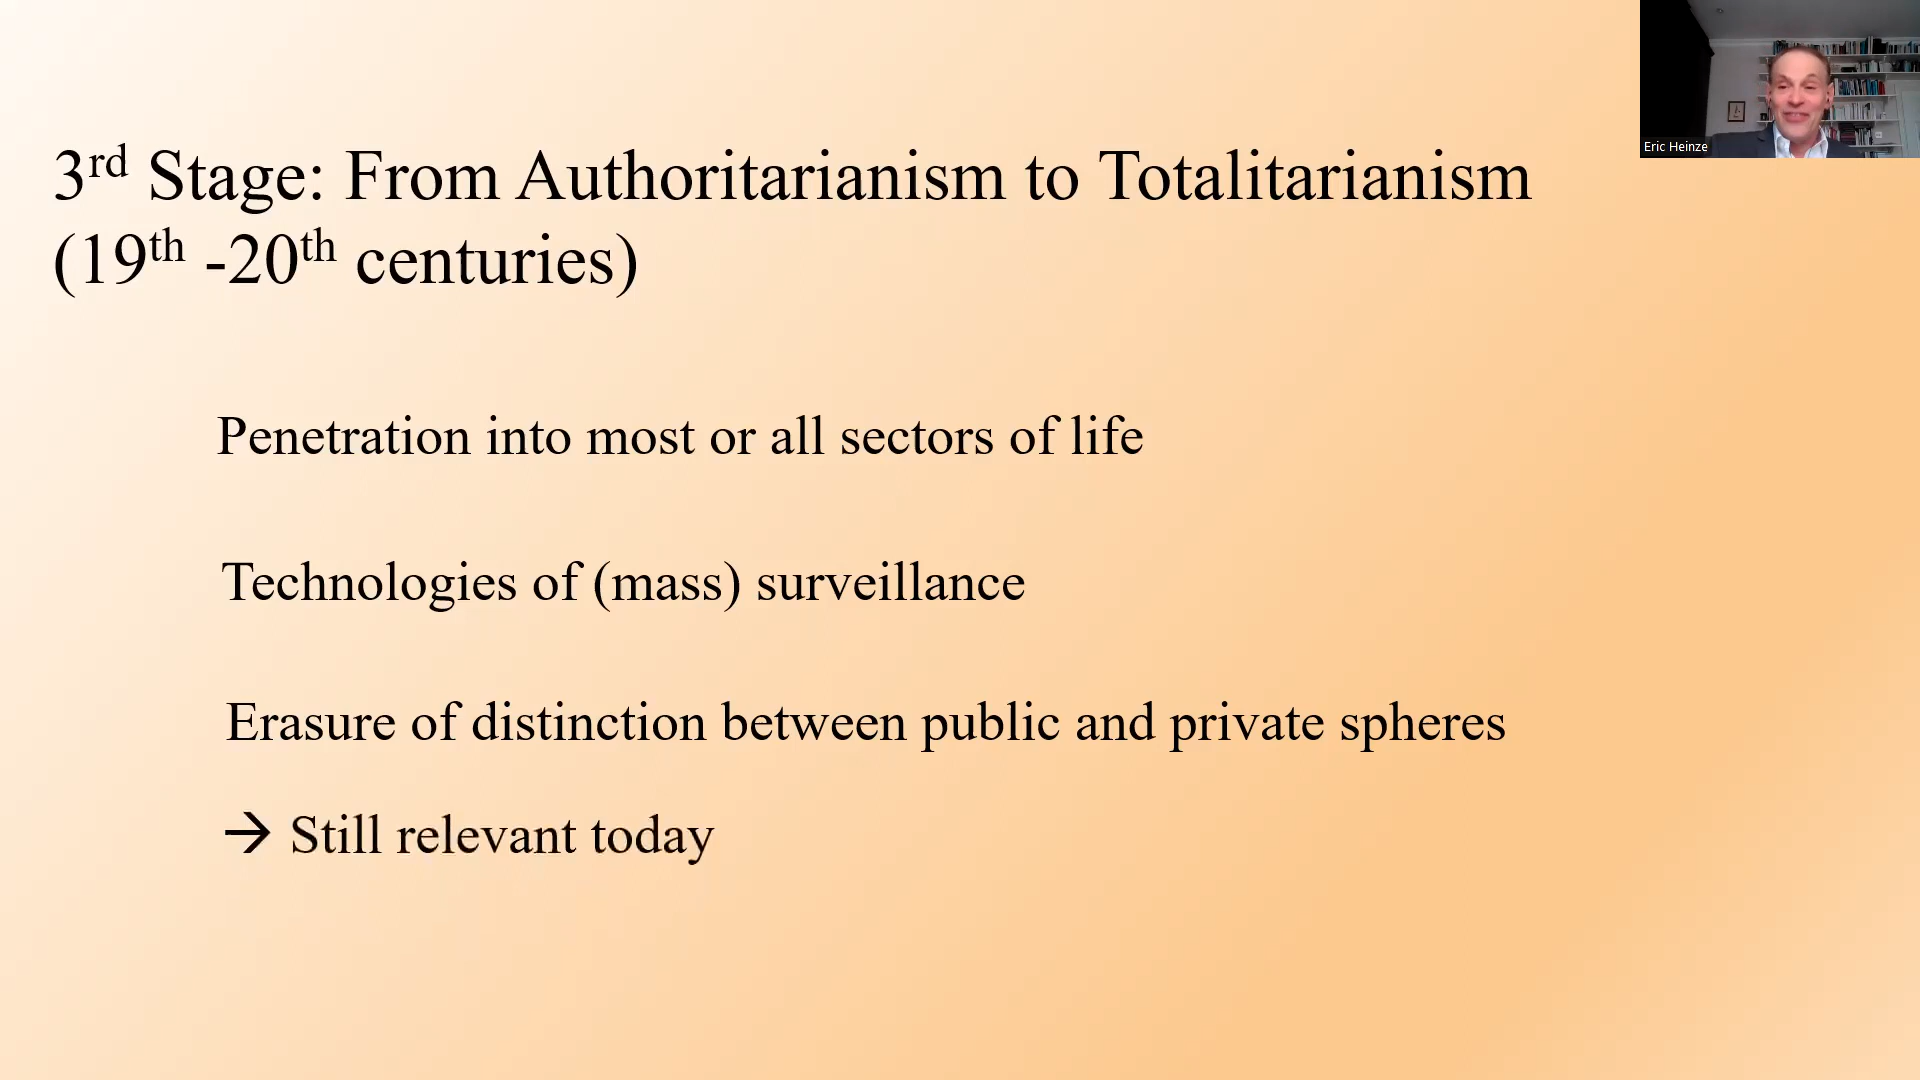 3rd Stage: From Authoritarianism to Totalitarianism
(19th -20th centuries)
Penetration into most or all sectors of life
Technologies of (mass) surveillance
Erasure of distinction between public and private spheres
→ Still relevant today
Eric Heinze